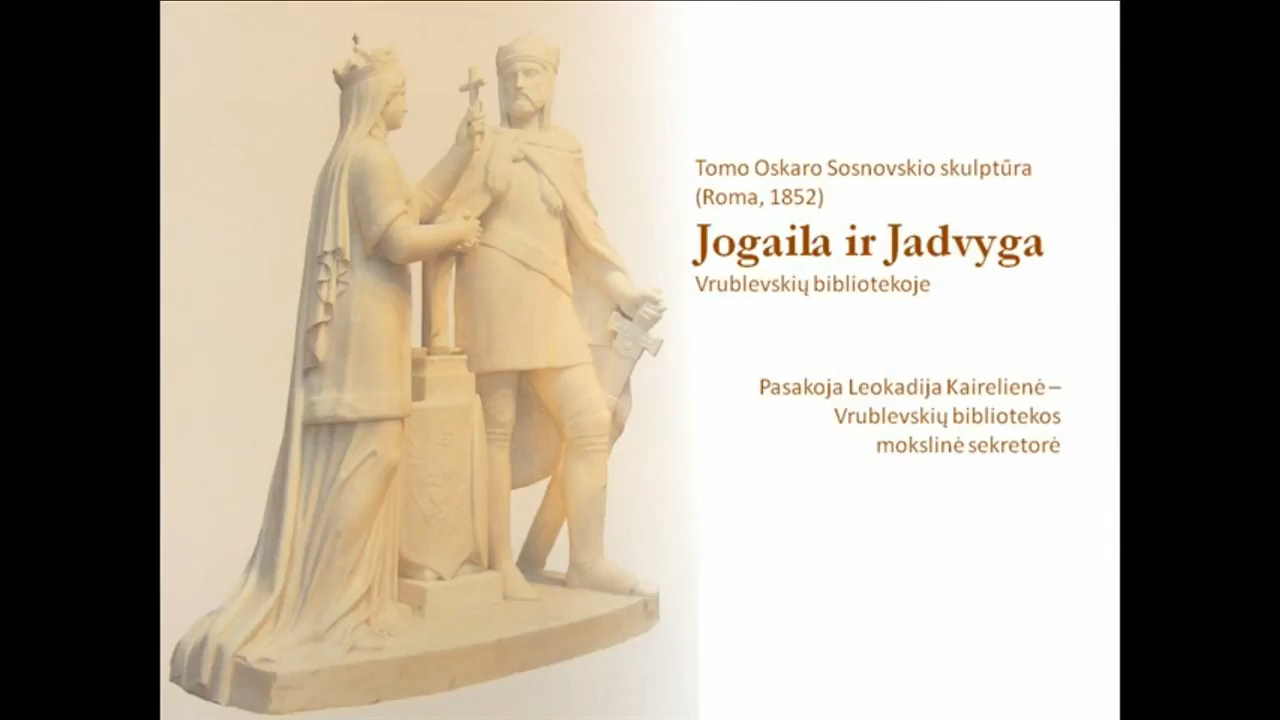 Tomo Oskaro Sosnovskio skulptūra
(Roma, 1852)
Jogaila ir Jadvyga
Vrublevskių bibliotekoje
Pasakoja Leokadija Kairelienė –
Vrublevskių bibliotekos
mokslinė sekretorė